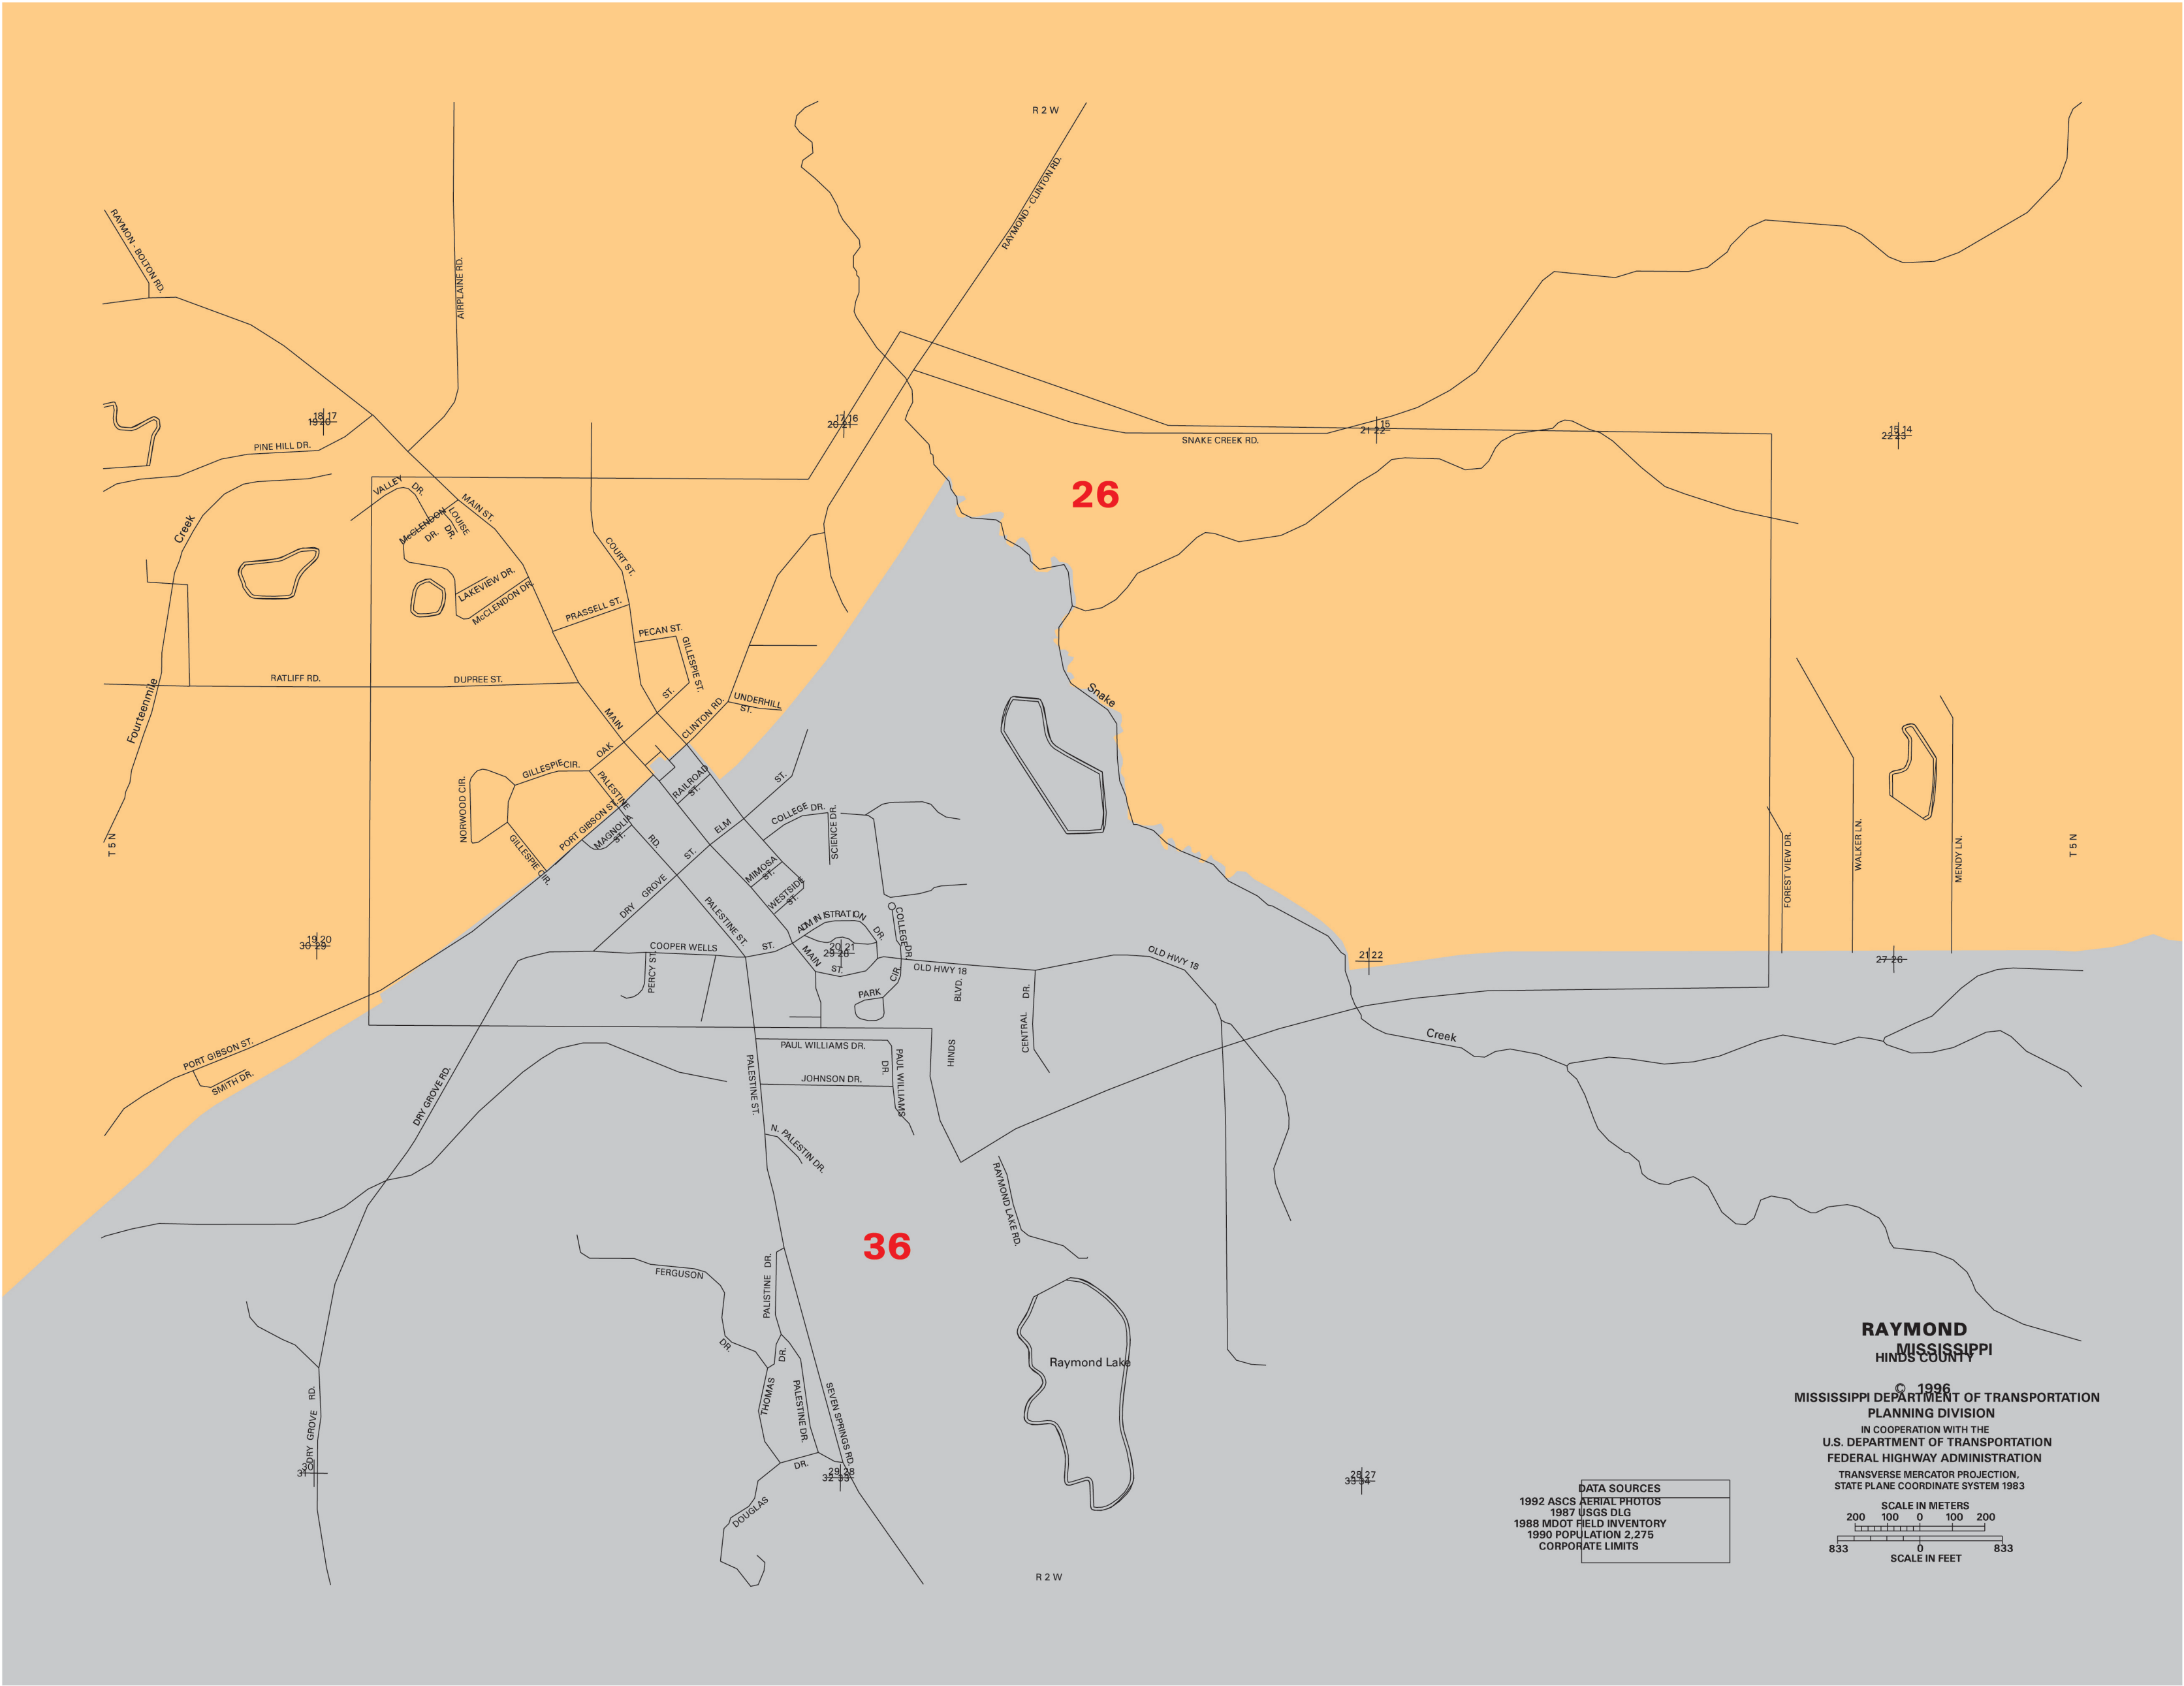 R 2 W
RAYMOND - CLINTON RD.
RAYMON - BOLTON RD.
AIRPLAINE RD.
18 17
19 20
17 16
20 21
15
21 22
15 14
22 23
PINE HILL DR.
SNAKE CREEK RD.
26
VALLEY DR.
MAIN ST.
LOUISE DR.
McCLENDON DR.
Creek
COURT ST.
LAKEVIEW DR.
McCLENDON DR.
PRASSELL ST.
PECAN ST.
GILLESPIE ST.
RATLIFF RD.
DUPREE ST.
Fourteenmile
Snake
MAIN
OAK ST.
CLINTON RD.
UNDERHILL ST.
GILLESPIE CIR.
NORWOOD CIR.
PALESTINE RD.
RAILROAD ST.
PORT GIBSON ST.
MAGNOLIA ST.
GILLESPIE CIR.
ELM ST.
COLLEGE DR.
SCIENCE DR.
T 5 N
T 5 N
FOREST VIEW DR.
WALKER LN.
MENDY LN.
DRY GROVE ST.
MIMOSA ST.
WESTSIDE ST.
PALESTINE ST.
ADMINISTRATION DR.
COLLEGE DR.
19 20
30 29
COOPER WELLS ST.
PERCY ST.
20 21
29 28
MAIN ST.
OLD HWY 18
OLD HWY 18
21 22
27 26
PARK CIR.
HINDS BLVD.
CENTRAL DR.
Creek
PORT GIBSON ST.
SMITH DR.
PAUL WILLIAMS DR.
PAUL WILLIAMS DR.
JOHNSON DR.
PALESTINE ST.
DRY GROVE RD.
N. PALESTIN DR.
RAYMOND LAKE RD.
36
FERGUSON DR.
PALISTINE DR.
THOMAS DR.
PALESTINE DR.
SEVEN SPRINGS RD.
Raymond Lake
DRY GROVE RD.
30
31
29 28
32 33
28 27
33 34
DOUGLAS DR.
R 2 W
RAYMOND
MISSISSIPPI
HINDS COUNTY
© 1996
MISSISSIPPI DEPARTMENT OF TRANSPORTATION
PLANNING DIVISION
IN COOPERATION WITH THE
U.S. DEPARTMENT OF TRANSPORTATION
FEDERAL HIGHWAY ADMINISTRATION
TRANSVERSE MERCATOR PROJECTION,
STATE PLANE COORDINATE SYSTEM 1983
SCALE IN METERS
200 100 0 100 200
833 0 833
SCALE IN FEET
DATA SOURCES
1992 ASCS AERIAL PHOTOS
1987 USGS DLG
1988 MDOT FIELD INVENTORY
1990 POPULATION 2,275
CORPORATE LIMITS